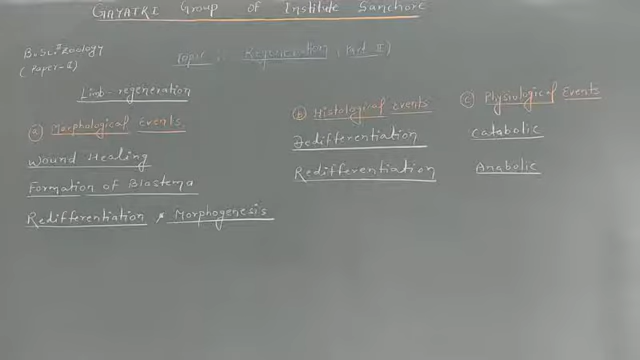 GAYATRI Group of Institute Sanchore
B.Sc. II Zoology
(Paper-II)
Topic : Regeneration (Part II)
Limb-regeneration
(a) Morphological Events
Wound Healing
Formation of Blastema
Redifferentiation & Morphogenesis
(b) Histological Events
Dedifferentiation
Redifferentiation
(c) Physiological Events
Catabolic
Anabolic